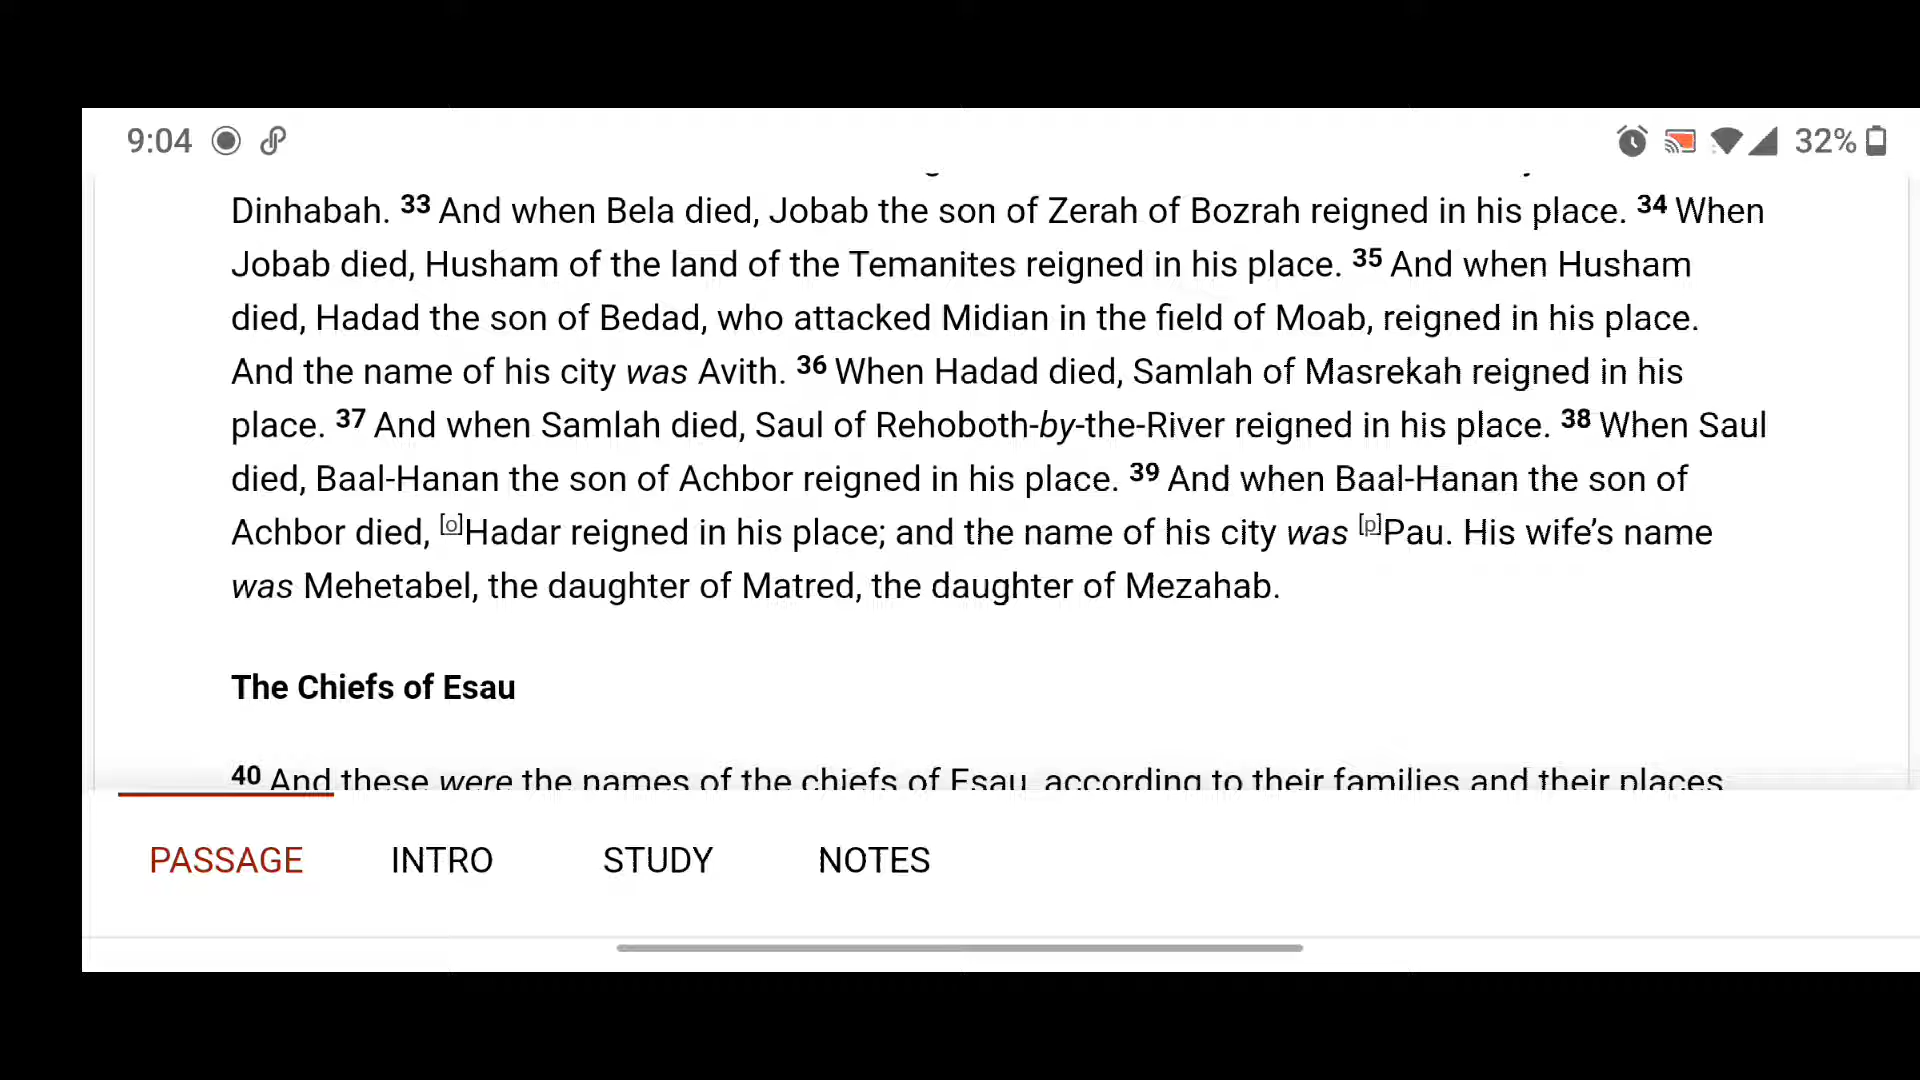 9:04 32%
Dinhabah. 33 And when Bela died, Jobab the son of Zerah of Bozrah reigned in his place. 34 When
Jobab died, Husham of the land of the Temanites reigned in his place. 35 And when Husham
died, Hadad the son of Bedad, who attacked Midian in the field of Moab, reigned in his place.
And the name of his city was Avith. 36 When Hadad died, Samlah of Masrekah reigned in his
place. 37 And when Samlah died, Saul of Rehoboth-by-the-River reigned in his place. 38 When Saul
died, Baal-Hanan the son of Achbor reigned in his place. 39 And when Baal-Hanan the son of
Achbor died, [o]Hadar reigned in his place; and the name of his city was [p]Pau. His wife’s name
was Mehetabel, the daughter of Matred, the daughter of Mezahab.
The Chiefs of Esau
40 And these were the names of the chiefs of Esau, according to their families and their places
PASSAGE INTRO STUDY NOTES